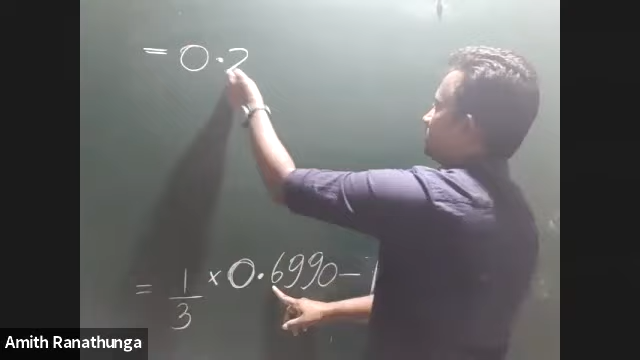 = 0.2
= 1/3 × 0.6990 –
Amith Ranathunga